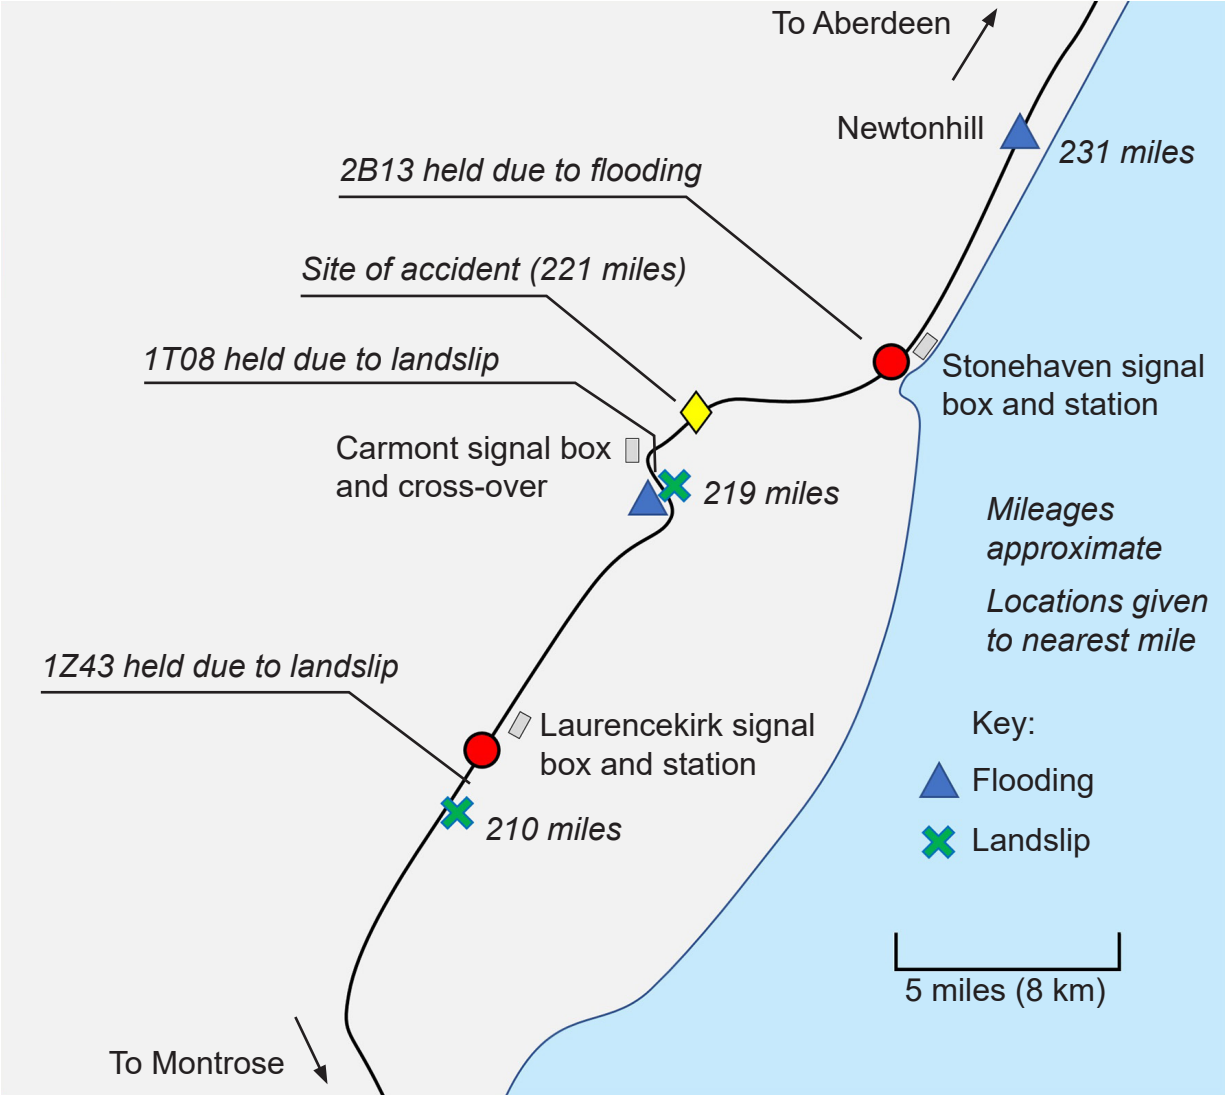 To Aberdeen
Newtonhill
231 miles
2B13 held due to flooding
Site of accident (221 miles)
1T08 held due to landslip
Stonehaven signal
box and station
Carmont signal box
and cross-over
219 miles
Mileages
approximate
Locations given
to nearest mile
1Z43 held due to landslip
Laurencekirk signal
box and station
210 miles
Key:
Flooding
Landslip
5 miles (8 km)
To Montrose